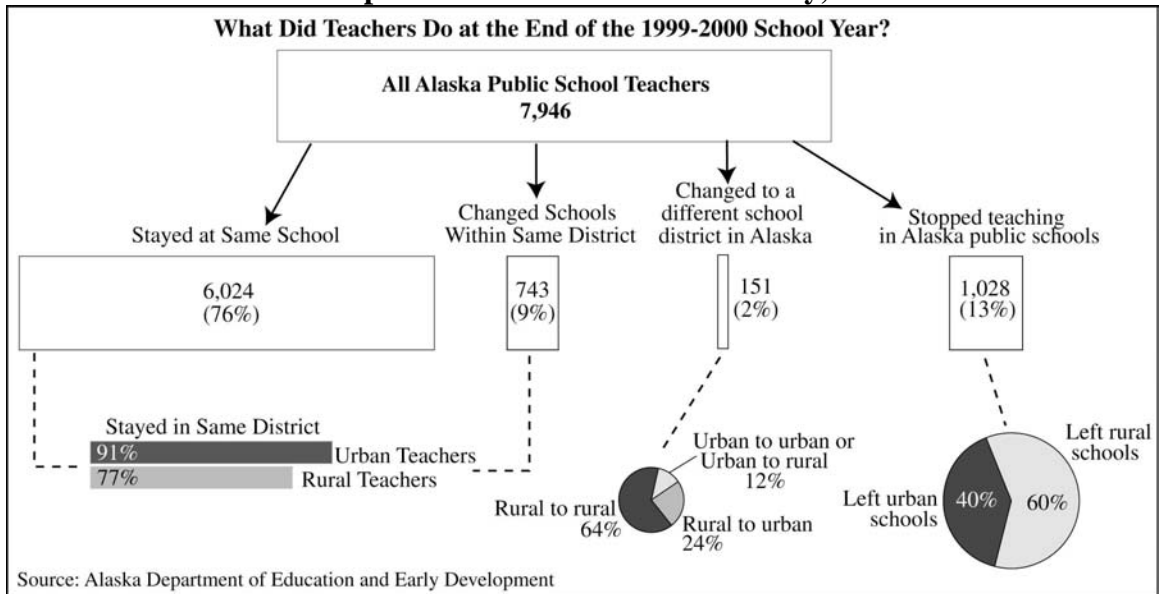 What Did Teachers Do at the End of the 1999-2000 School Year?
All Alaska Public School Teachers
7,946
Stayed at Same School
6,024
(76%)
Changed Schools
Within Same District
743
(9%)
Changed to a
different school
district in Alaska
151
(2%)
Stopped teaching
in Alaska public schools
1,028
(13%)
Stayed in Same District
91%
Urban Teachers
77%
Rural Teachers
Urban to urban or
Urban to rural
12%
Rural to rural
64%
Rural to urban
24%
Left rural
schools
Left urban
schools
40%
60%
Source: Alaska Department of Education and Early Development